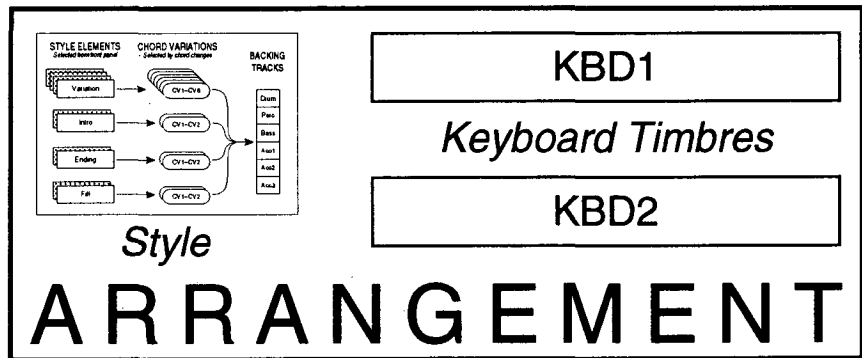 STYLE ELEMENTS
Selected from front panel
CHORD VARIATIONS
- Selected by chord changes
BACKING
TRACKS
Variation
CV1-CV6
Intro
CV1-CV2
Ending
CV1-CV2
Fill
CV1-CV2
Drum
Perc
Bass
Acc1
Acc2
Acc3
Style
KBD1
Keyboard Timbres
KBD2
ARRANGEMENT